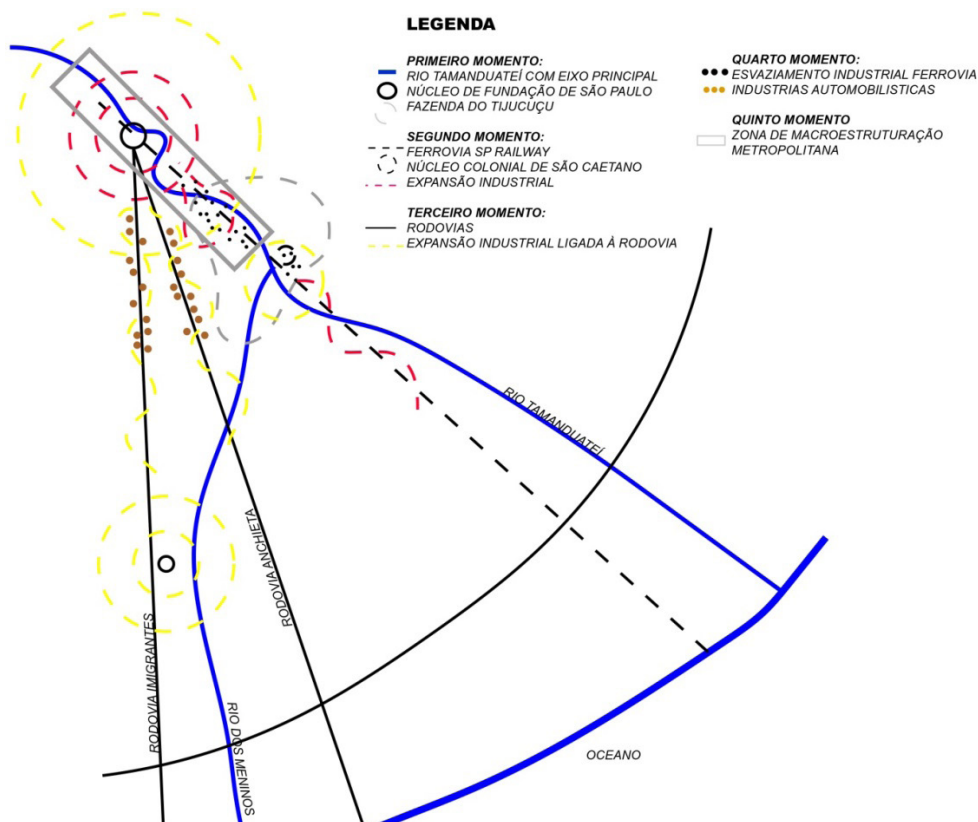 LEGENDA
PRIMEIRO MOMENTO:
RIO TAMANDUATEÍ COM EIXO PRINCIPAL
NÚCLEO DE FUNDAÇÃO DE SÃO PAULO
FAZENDA DO TIJUCUÇU
SEGUNDO MOMENTO:
FERROVIA SP RAILWAY
NÚCLEO COLONIAL DE SÃO CAETANO
EXPANSÃO INDUSTRIAL
TERCEIRO MOMENTO:
RODOVIAS
EXPANSÃO INDUSTRIAL LIGADA À RODOVIA
QUARTO MOMENTO:
ESVAZIAMENTO INDUSTRIAL FERROVIA
INDUSTRIAS AUTOMOBILISTICAS
QUINTO MOMENTO
ZONA DE MACROESTRUTURAÇÃO
METROPOLITANA
RIO TAMANDUATEÍ
RODOVIA ANCHIETA
RODOVIA IMIGRANTES
RIO DOS MENINOS
OCEANO